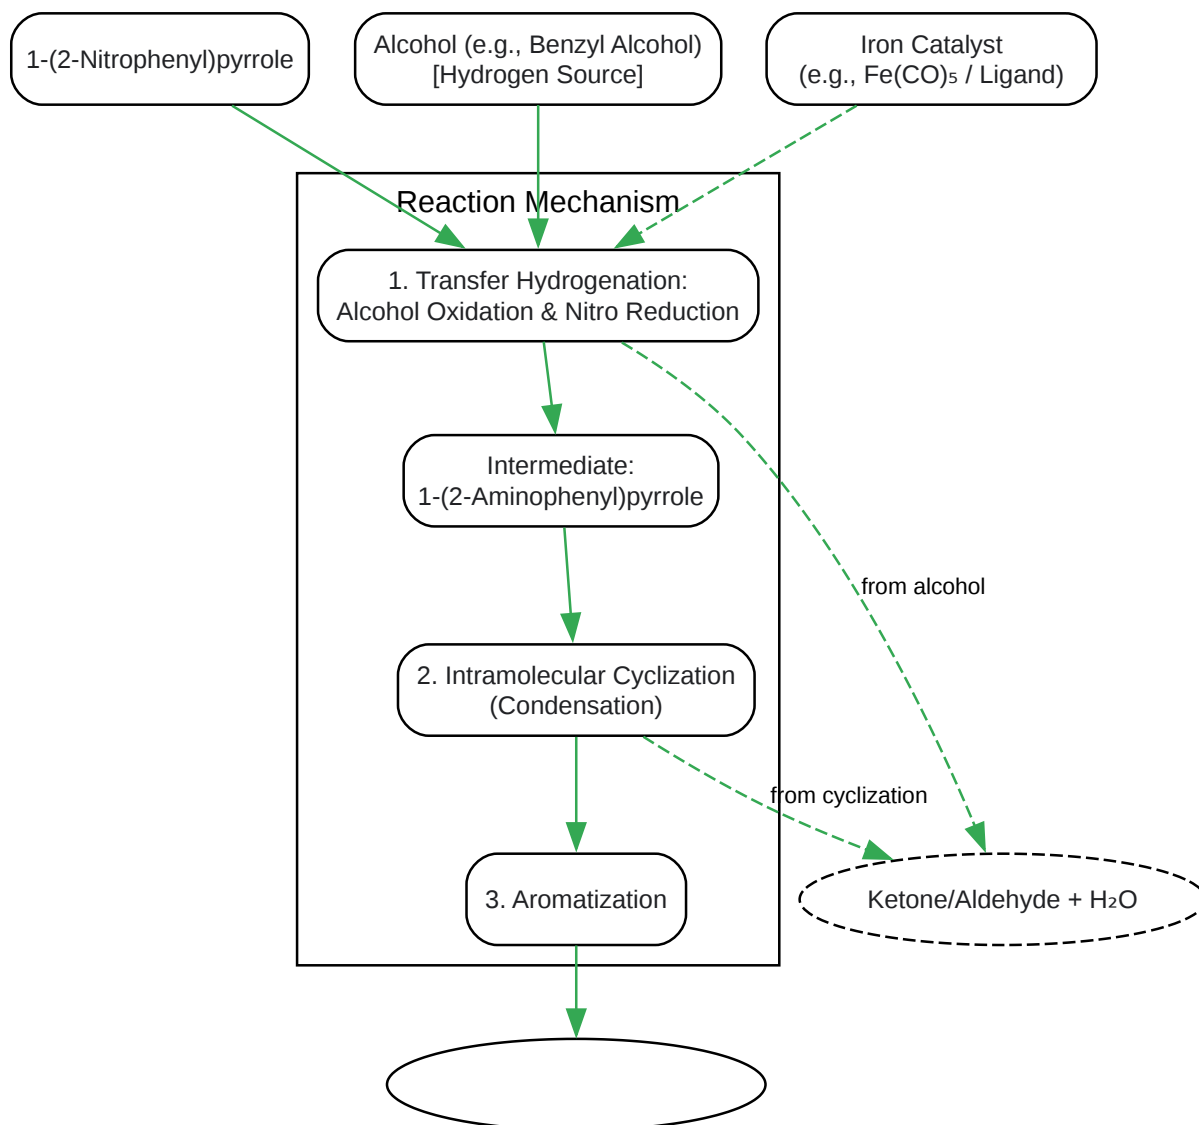 1-(2-Nitrophenyl)pyrrole
Alcohol (e.g., Benzyl Alcohol)
[Hydrogen Source]
Iron Catalyst
(e.g., Fe(CO)₅ / Ligand)
Reaction Mechanism
1. Transfer Hydrogenation:
Alcohol Oxidation & Nitro Reduction
Intermediate:
1-(2-Aminophenyl)pyrrole
from alcohol
2. Intramolecular Cyclization
(Condensation)
from cyclization
3. Aromatization
Ketone/Aldehyde + H₂O